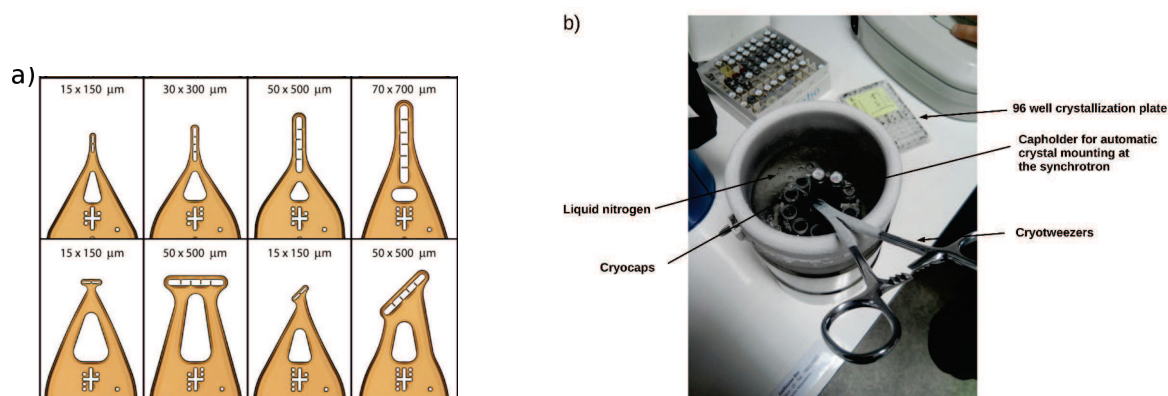 a)
15 x 150 µm
30 x 300 µm
50 x 500 µm
70 x 700 µm
15 x 150 µm
50 x 500 µm
15 x 150 µm
50 x 500 µm
b)
96 well crystallization plate
Capholder for automatic
crystal mounting at
the synchrotron
Liquid nitrogen
Cryotweezers
Cryocaps